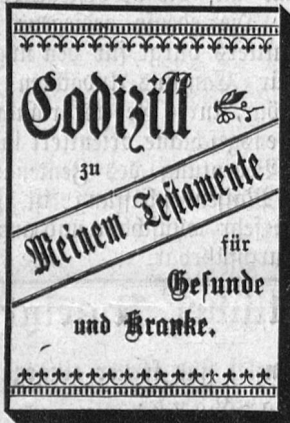 Codizill
zu
Meinem Testamente
für
Gesunde
und Kranke.